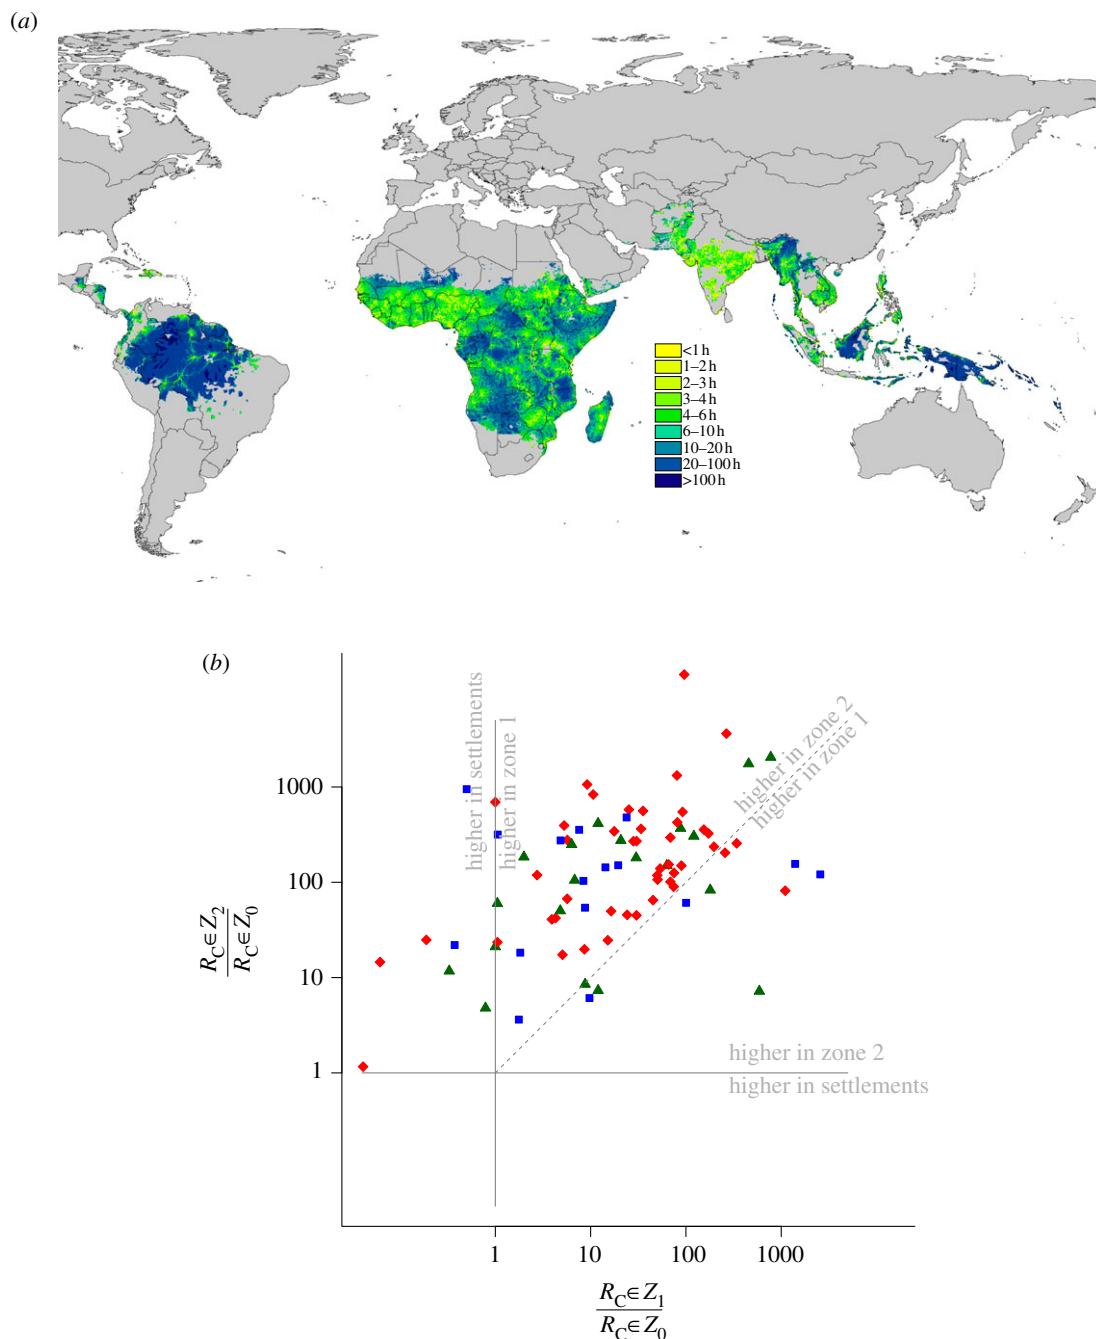 (a)
<1 h
1–2 h
2–3 h
3–4 h
4–6 h
6–10 h
10–20 h
20–100 h
>100 h
(b)
higher in settlements
higher in zone 1
higher in zone 2
higher in zone 1
1000
100
10
1
R_C ∈ Z_2
R_C ∈ Z_0
higher in zone 2
higher in settlements
1 10 100 1000
R_C ∈ Z_1
R_C ∈ Z_0